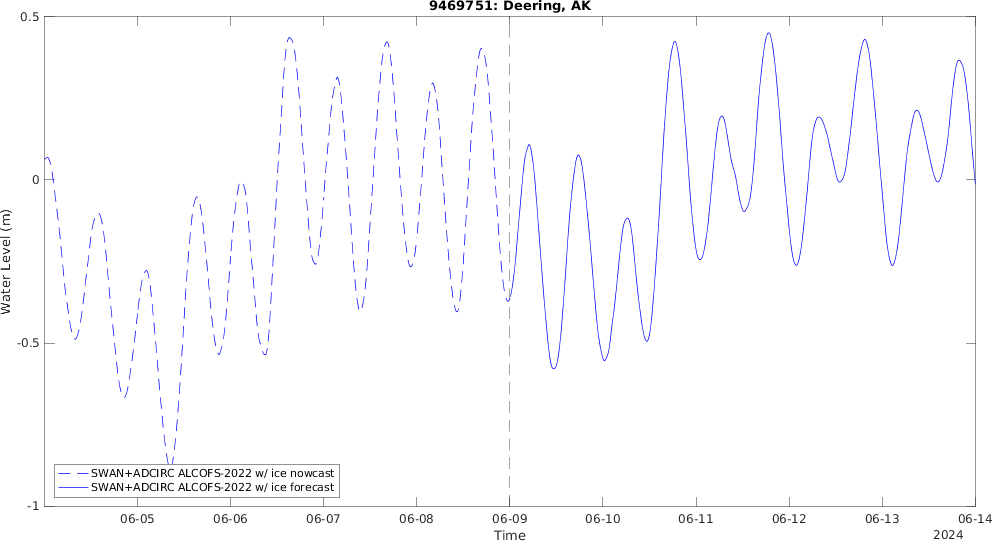 9469751: Deering, AK
0.5
0
-0.5
-1
Water Level (m)
SWAN+ADCIRC ALCOFS-2022 w/ ice nowcast
SWAN+ADCIRC ALCOFS-2022 w/ ice forecast
06-05 06-06 06-07 06-08 06-09 06-10 06-11 06-12 06-13 06-14
Time
2024